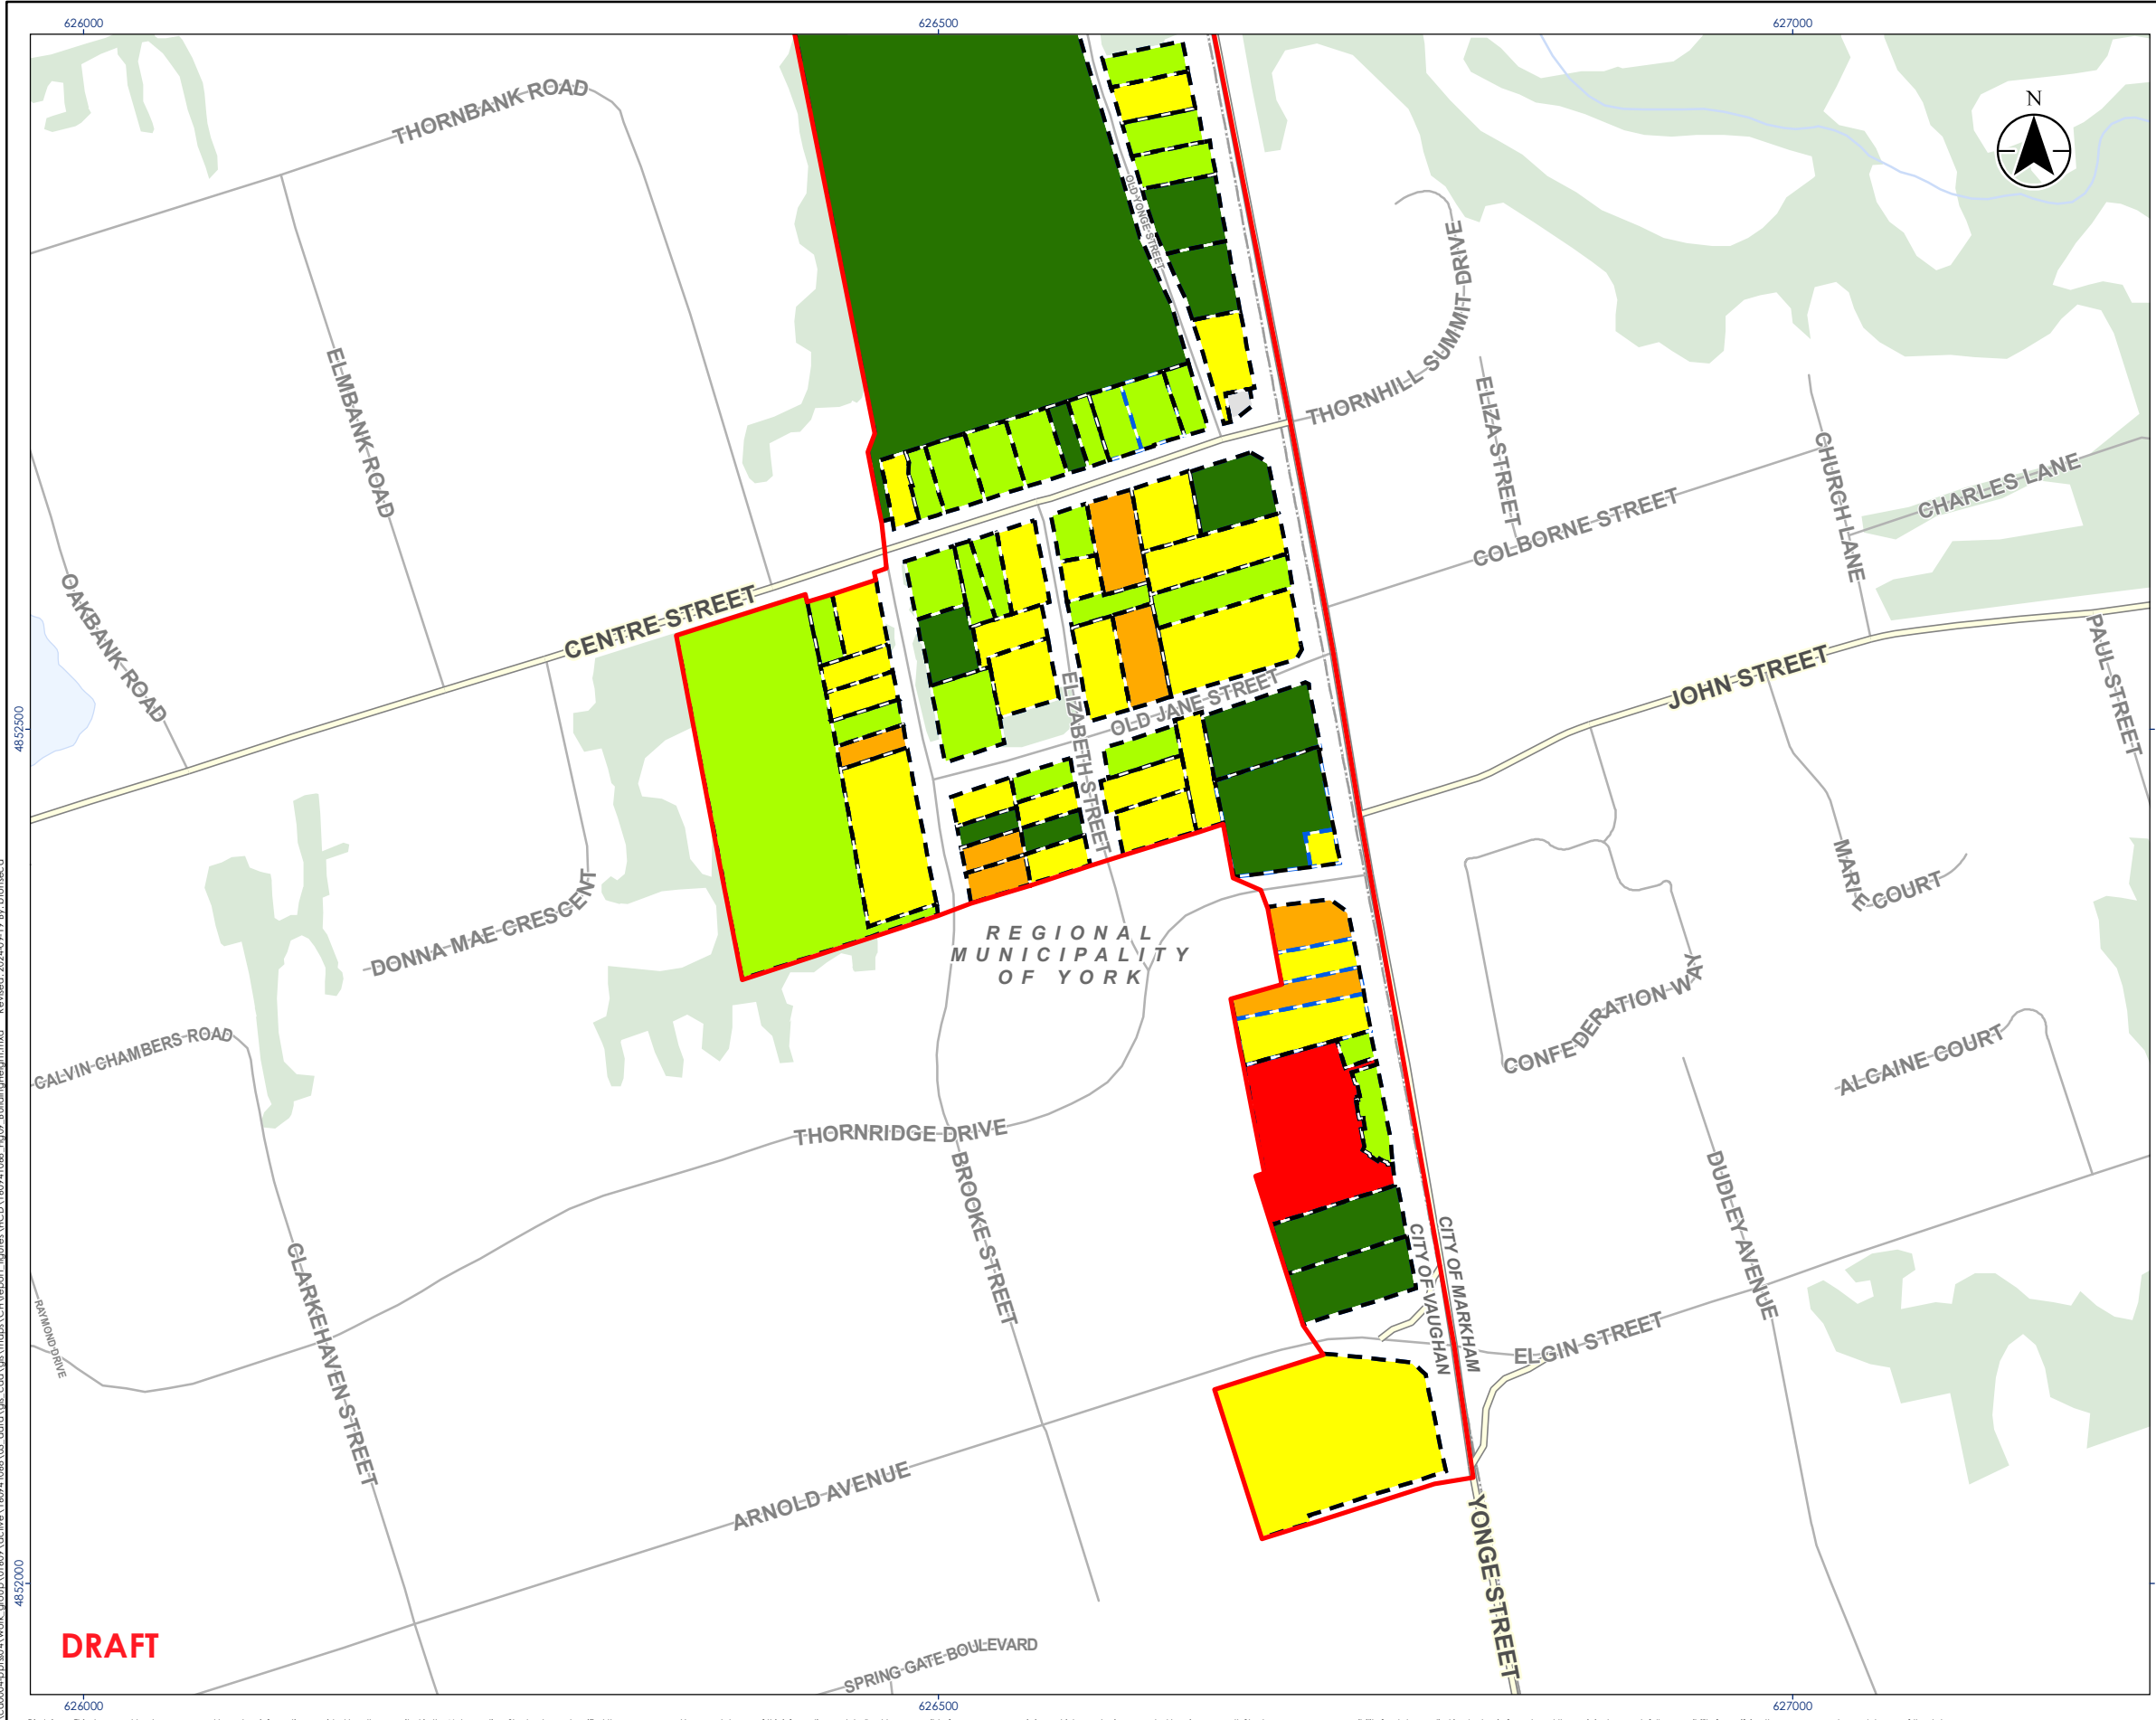 626000
626500
627000
N
THORNBANK ROAD
OLD YONGE STREET
THORNHILL SUMMIT DRIVE
ELMBANK ROAD
ELIZA STREET
CHURCH LANE
CHARLES LANE
COLBORNE STREET
OAKBANK ROAD
CENTRE STREET
PAUL STREET
JOHN STREET
ELIZABETH STREET
OLD JANE STREET
4852500
MARIE COURT
DONNA MAE CRESCENT
REGIONAL
MUNICIPALITY
OF YORK
CONFEDERATION WAY
CALVIN CHAMBERS ROAD
ALCAINE COURT
THORNRIDGE DRIVE
BROOKE STREET
DUDLEY AVENUE
CITY OF MARKHAM
CITY OF VAUGHAN
CLARKEHAVEN STREET
RAYMOND DRIVE
ELGIN STREET
ARNOLD AVENUE
YONGE STREET
4852000
DRAFT
SPRING GATE BOULEVARD
626000
626500
627000